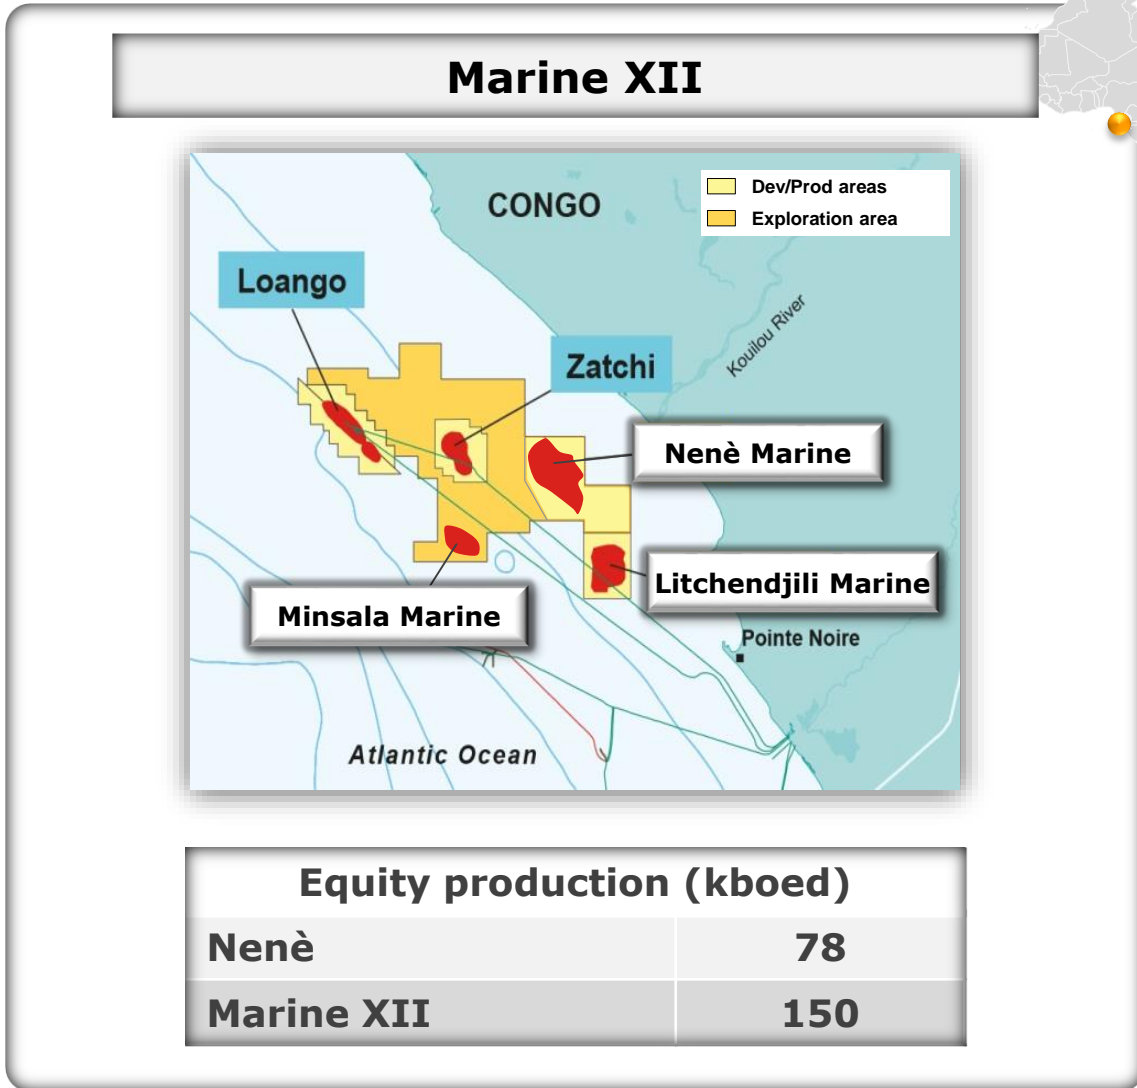 Marine XII
CONGO
Dev/Prod areas
Exploration area
Loango
Kouilou River
Zatchi
Nenè Marine
Litchendjili Marine
Minsala Marine
Pointe Noire
Atlantic Ocean
Equity production (kboed)
Nenè 78
Marine XII 150